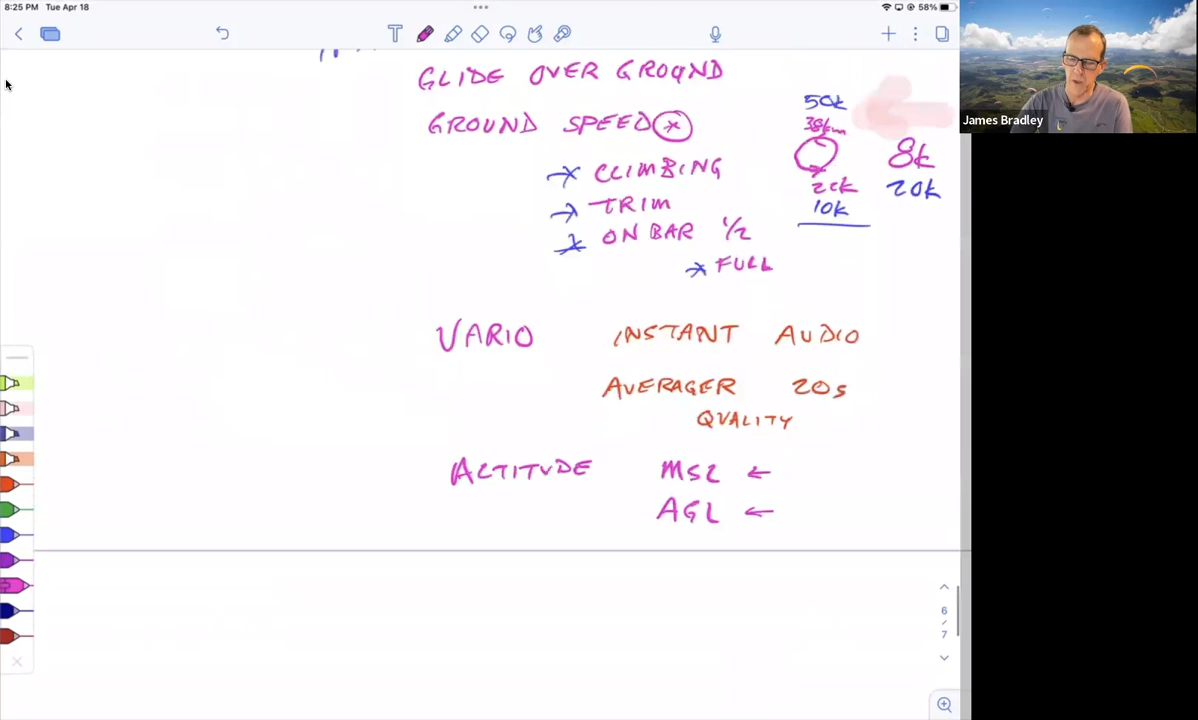 8:25 PM Tue Apr 18
58%
James Bradley
GLIDE OVER GROUND
GROUND SPEED
50k
38km
CLIMBING
8k
20k
TRIM
20k
10k
ON BAR 1/2
FULL
VARIO INSTANT AUDIO
AVERAGER 20s
QUALITY
ALTITUDE MSL ←
AGL ←
6
/
7